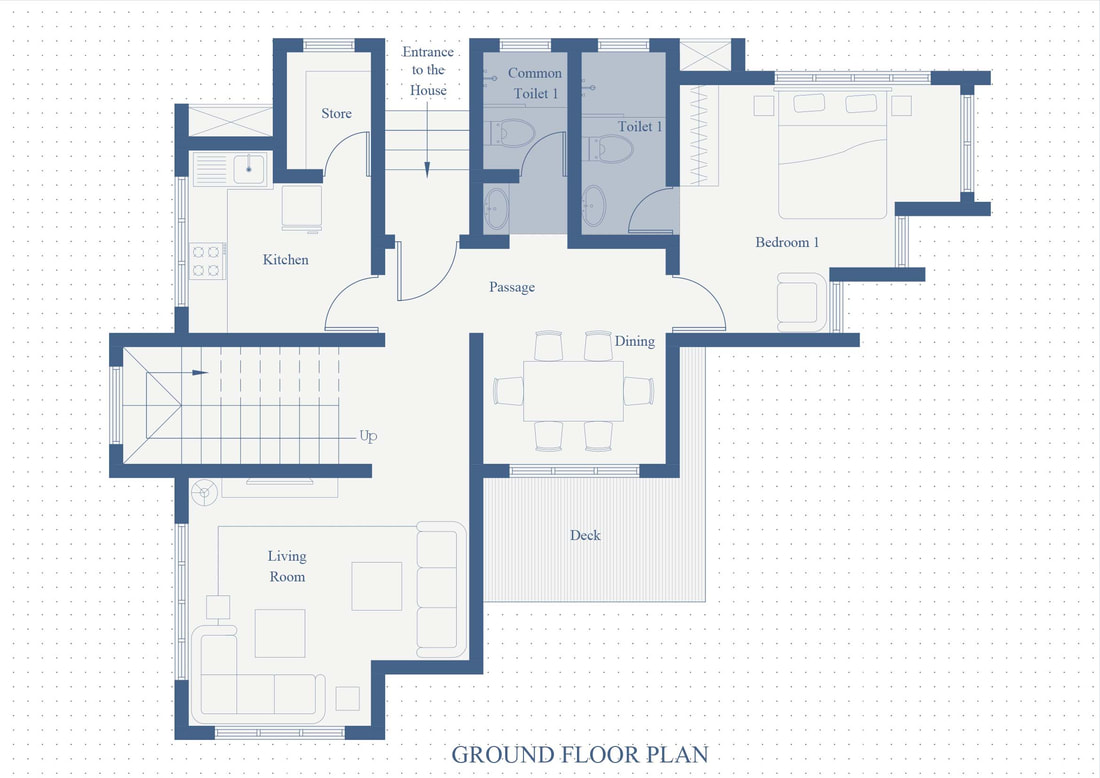 Entrance
to the
House
Common
Toilet 1
Store
Toilet 1
Bedroom 1
Kitchen
Passage
Dining
Up
Deck
Living
Room
GROUND FLOOR PLAN